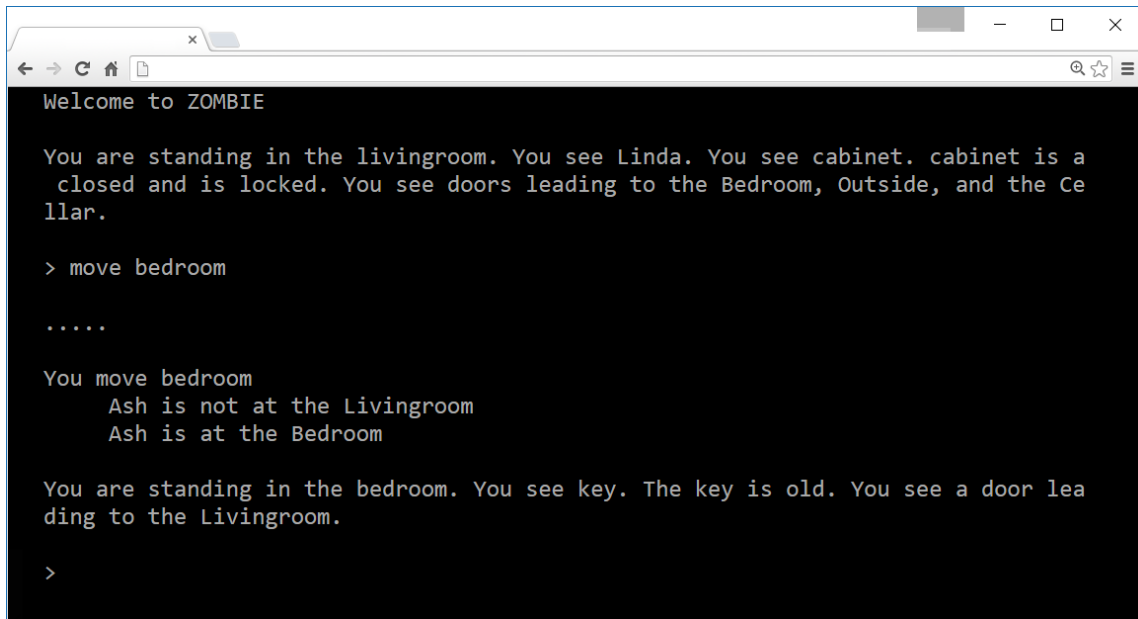 Welcome to ZOMBIE
You are standing in the livingroom. You see Linda. You see cabinet. cabinet is a
closed and is locked. You see doors leading to the Bedroom, Outside, and the Ce
llar.
> move bedroom
.....
You move bedroom
Ash is not at the Livingroom
Ash is at the Bedroom
You are standing in the bedroom. You see key. The key is old. You see a door lea
ding to the Livingroom.
>